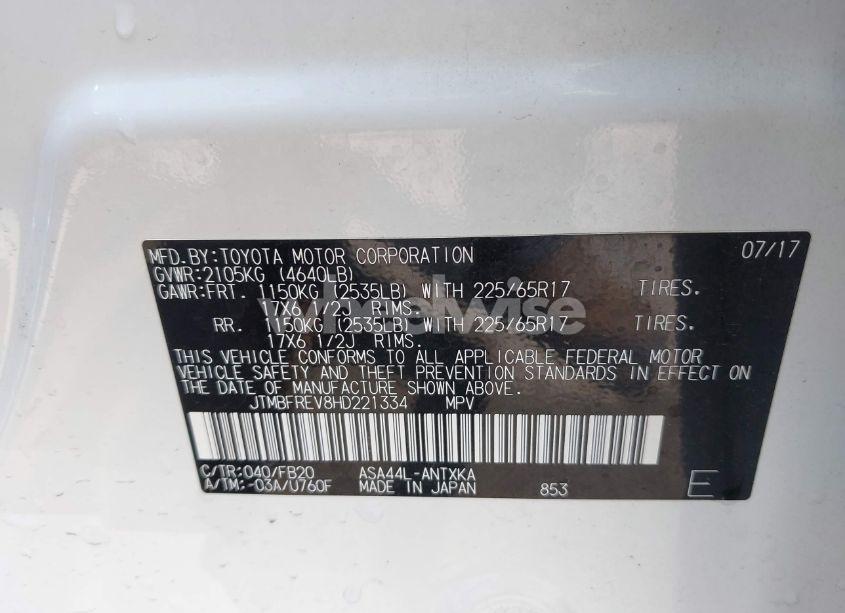 MFD.BY:TOYOTA MOTOR CORPORATION 07/17
GVWR:2105KG (4640LB)
GAWR:FRT. 1150KG (2535LB) WITH 225/65R17 TIRES.
17X6 1/2J RIMS.
RR. 1150KG (2535LB) WITH 225/65R17 TIRES.
17X6 1/2J RIMS.
THIS VEHICLE CONFORMS TO ALL APPLICABLE FEDERAL MOTOR
VEHICLE SAFETY AND THEFT PREVENTION STANDARDS IN EFFECT ON
THE DATE OF MANUFACTURE SHOWN ABOVE.
JTMBFREV8HD221334 MPV
C/TR:040/FB20 ASA44L-ANTXKA
A/TM:-03A/U760F MADE IN JAPAN 853 E
wheelwise